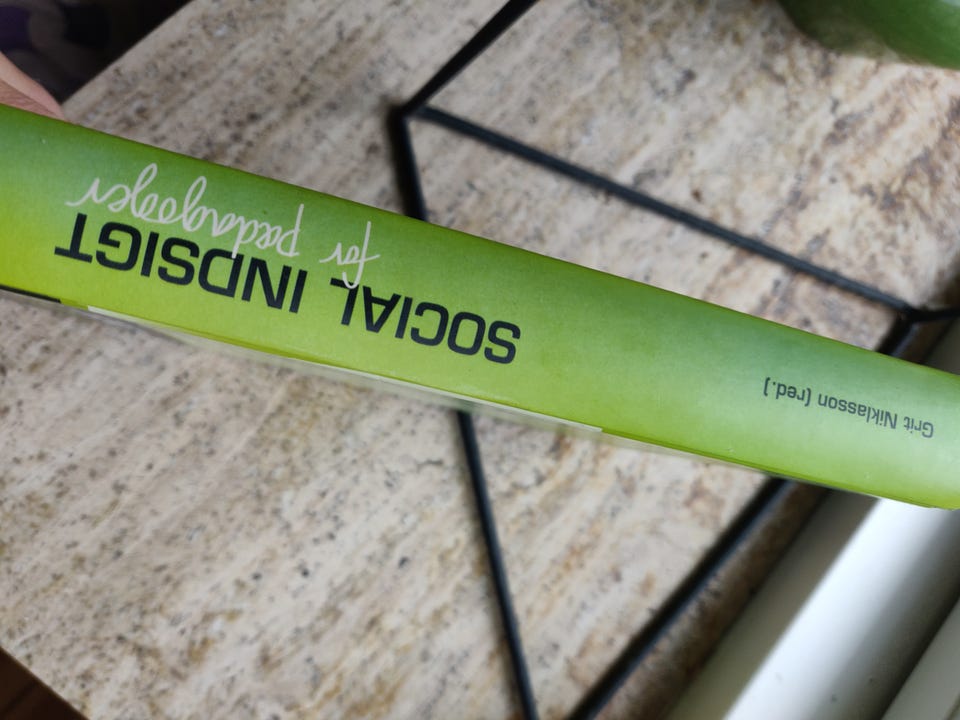 Grit Niklasson (red.)
SOCIAL INDSIGT
for pædagoger